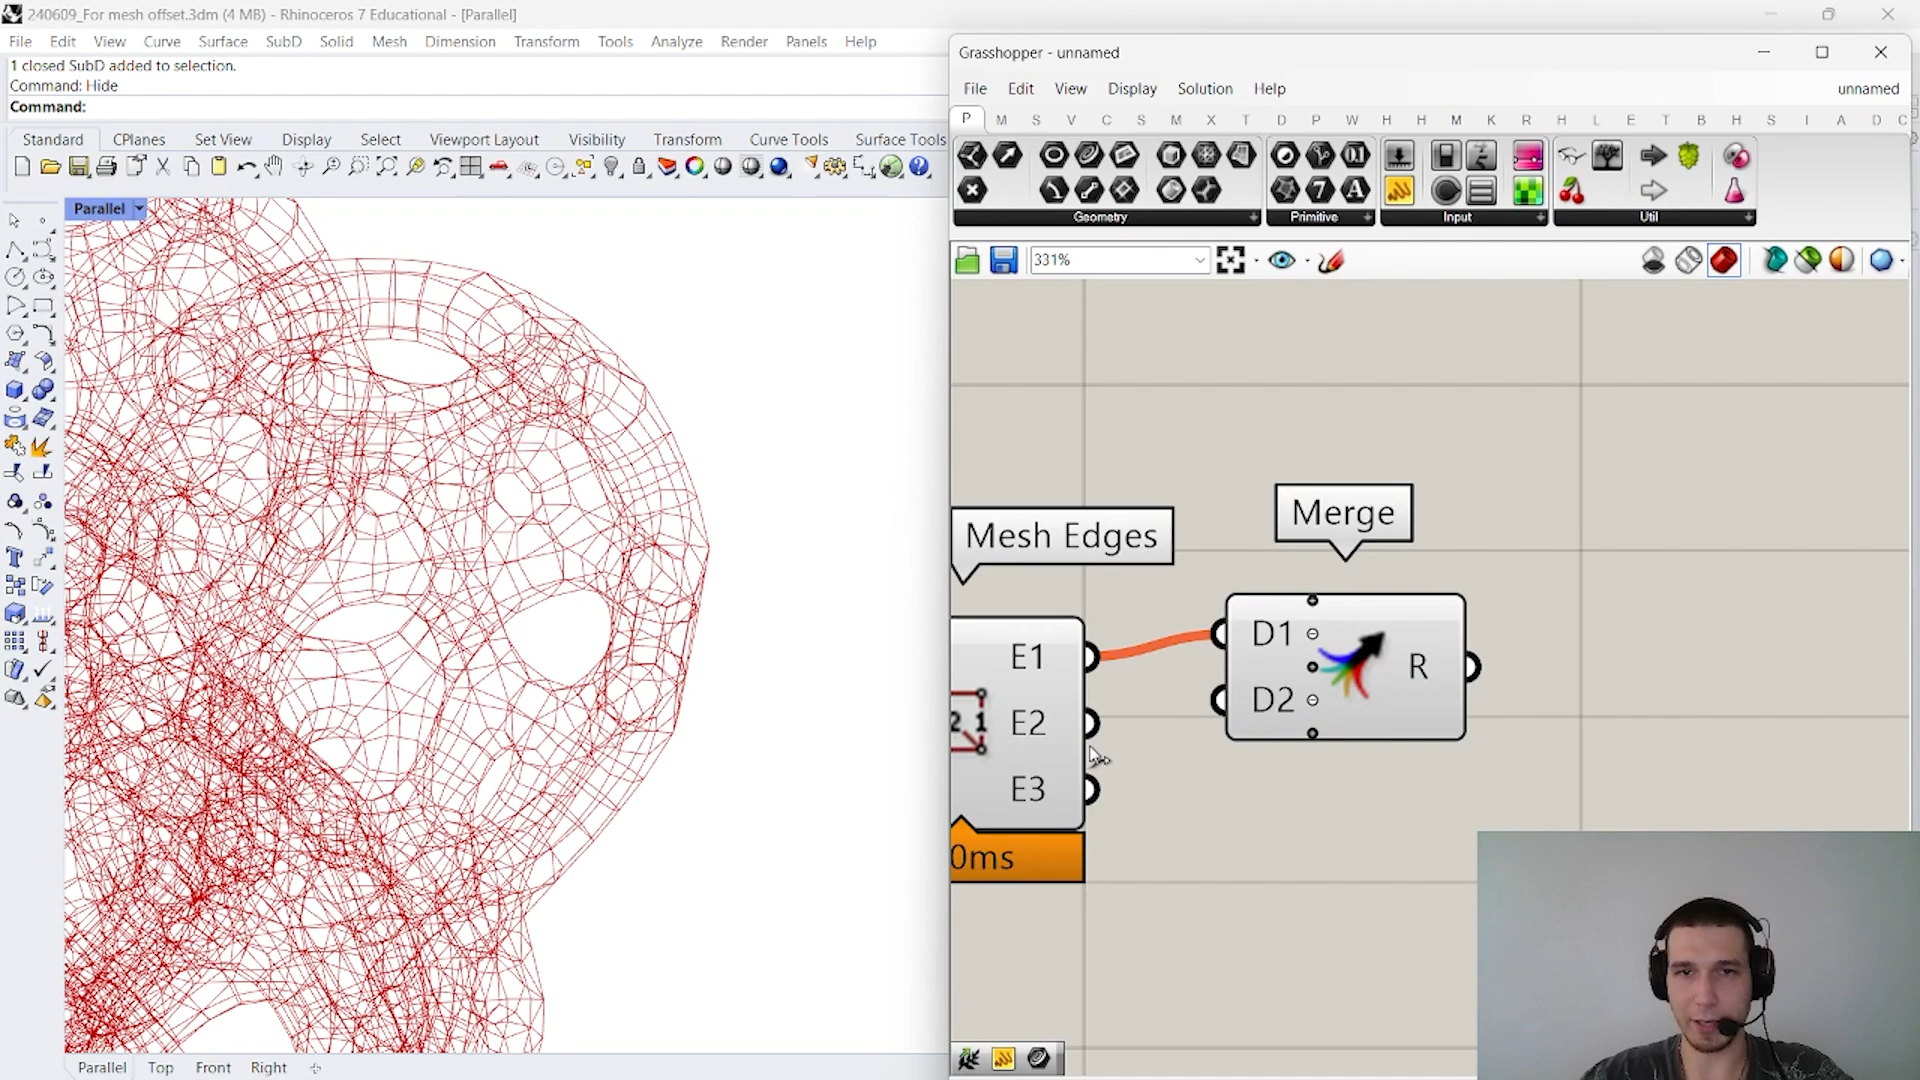 240609_For mesh offset.3dm (4 MB) - Rhinoceros 7 Educational - [Parallel]
File Edit View Curve Surface SubD Solid Mesh Dimension Transform Tools Analyze Render Panels Help
1 closed SubD added to selection.
Command: Hide
Command:
Standard CPlanes Set View Display Select Viewport Layout Visibility Transform Curve Tools Surface Tools
Parallel
Parallel Top Front Right
Grasshopper - unnamed
File Edit View Display Solution Help
unnamed
P M S V C S M X T D P W H H M K R H L E T B H S I A D C
Geometry Primitive Input Util
331%
Mesh Edges
Merge
E1
E2
E3
2 1
0ms
D1
D2
R